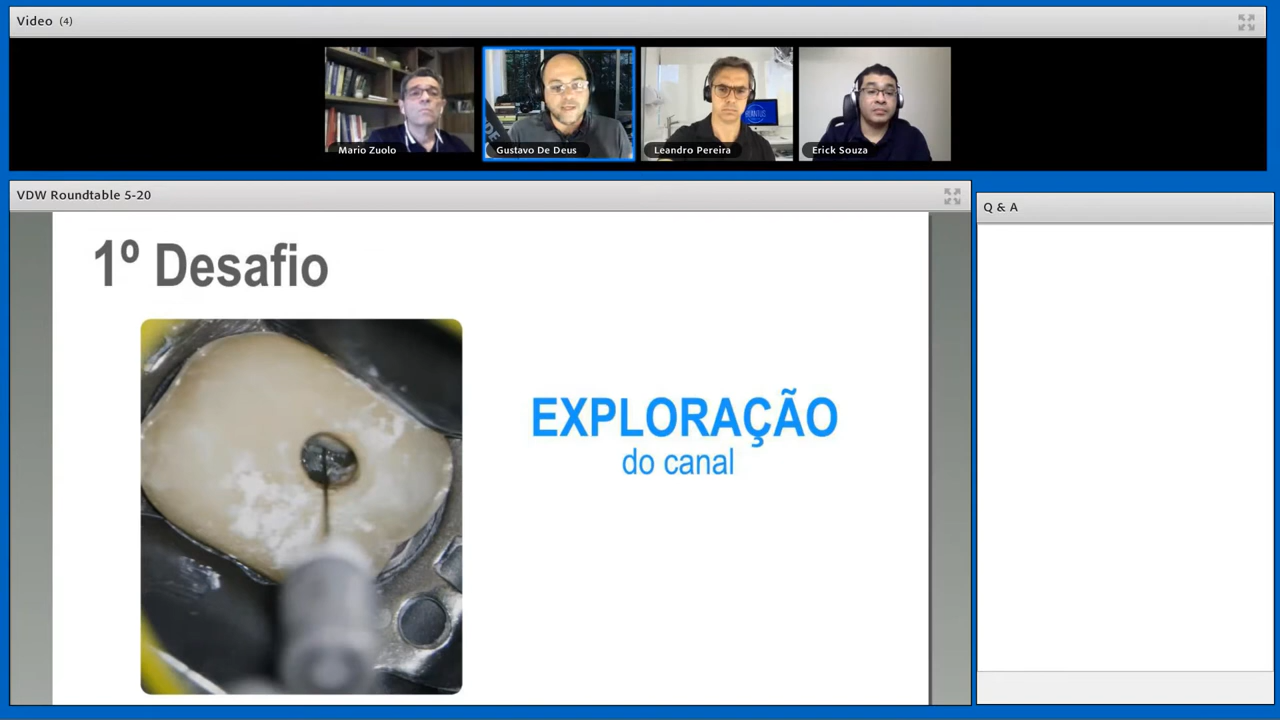 Video (4)
Mario Zuolo
Gustavo De Deus
Leandro Pereira
Erick Souza
VDW Roundtable 5-20
Q & A
1º Desafio
EXPLORAÇÃO
do canal